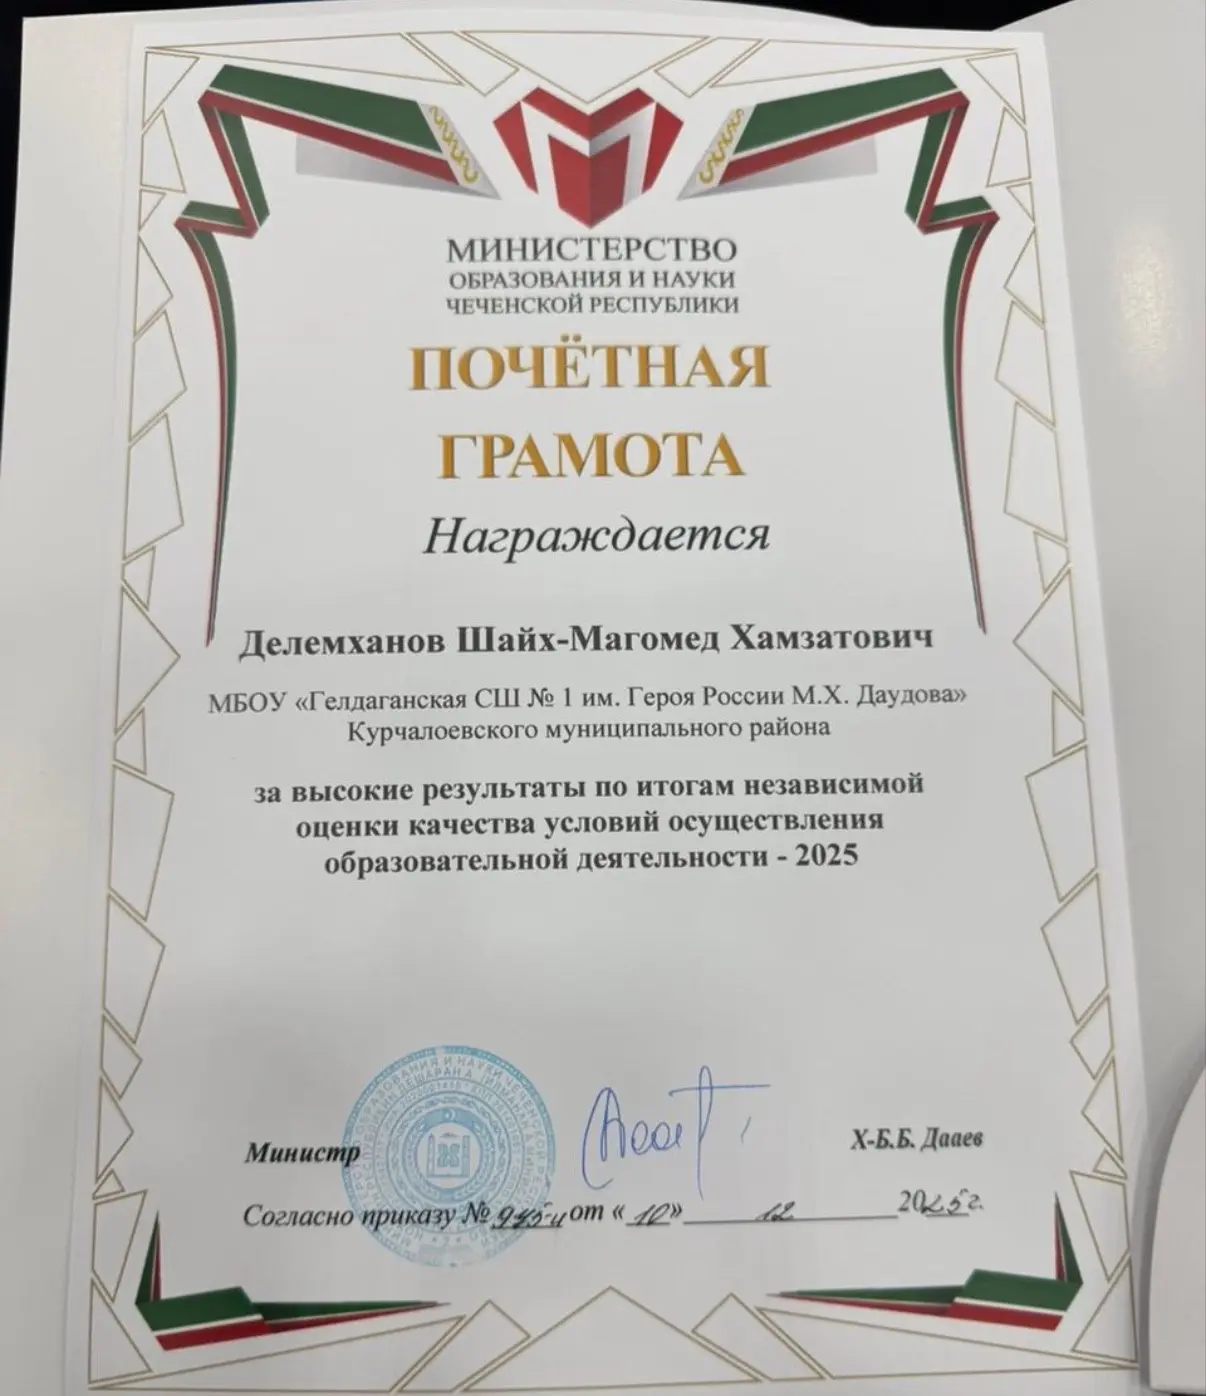 МИНИСТЕРСТВО
ОБРАЗОВАНИЯ И НАУКИ
ЧЕЧЕНСКОЙ РЕСПУБЛИКИ
ПОЧЁТНАЯ
ГРАМОТА
Награждается
Делемханов Шайх-Магомед Хамзатович
МБОУ «Гелдаганская СШ № 1 им. Героя России М.Х. Даудова»
Курчалоевского муниципального района
за высокие результаты по итогам независимой
оценки качества условий осуществления
образовательной деятельности - 2025
Министр
Х-Б.Б. Дааев
Согласно приказу № от «10» 12 2025 г.